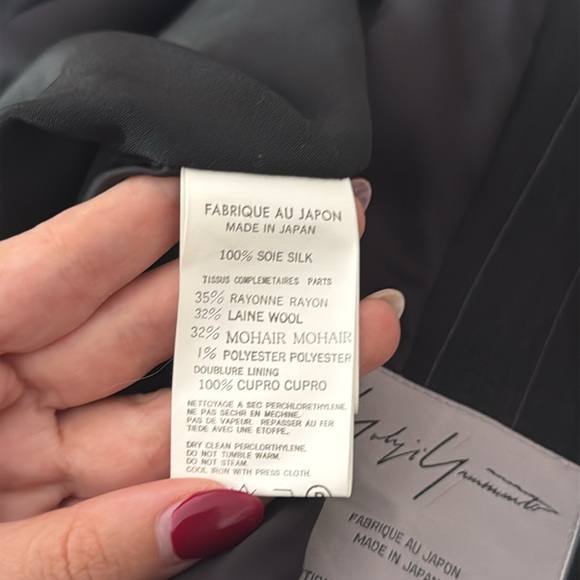 FABRIQUE AU JAPON
MADE IN JAPAN
100% SOIE SILK
TISSUS COMPLEMETAIRES PARTS
35% RAYONNE RAYON
32% LAINE WOOL
32% MOHAIR MOHAIR
1% POLYESTER POLYESTER
DOUBLURE LINING
100% CUPRO CUPRO
NETTOYAGE A SEC PERCHLORETHYLENE.
NE PAS SECHR EN MECHINE.
PAS DE VAPEUR. REPASSER AU FER
TIEDE AVEC UNE ETOFFE.
DRY CLEAN PERCLORTHYLENE
DO NOT TUMBLE WARM.
DO NOT STEAM.
COOL IRON WITH PRESS CLOTH.
Yohji Yamamoto
FABRIQUE AU JAPON
MADE IN JAPAN